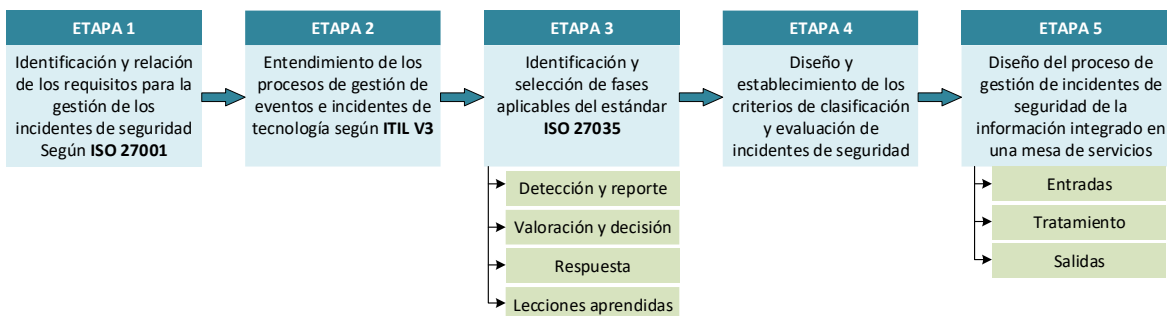 ETAPA 1
Identificación y relación
de los requisitos para la
gestión de los
incidentes de seguridad
Según ISO 27001
ETAPA 2
Entendimiento de los
procesos de gestión de
eventos e incidentes de
tecnología según ITIL V3
ETAPA 3
Identificación y
selección de fases
aplicables del estándar
ISO 27035
Detección y reporte
Valoración y decisión
Respuesta
Lecciones aprendidas
ETAPA 4
Diseño y
establecimiento de los
criterios de clasificación
y evaluación de
incidentes de seguridad
ETAPA 5
Diseño del proceso de
gestión de incidentes de
seguridad de la
información integrado en
una mesa de servicios
Entradas
Tratamiento
Salidas